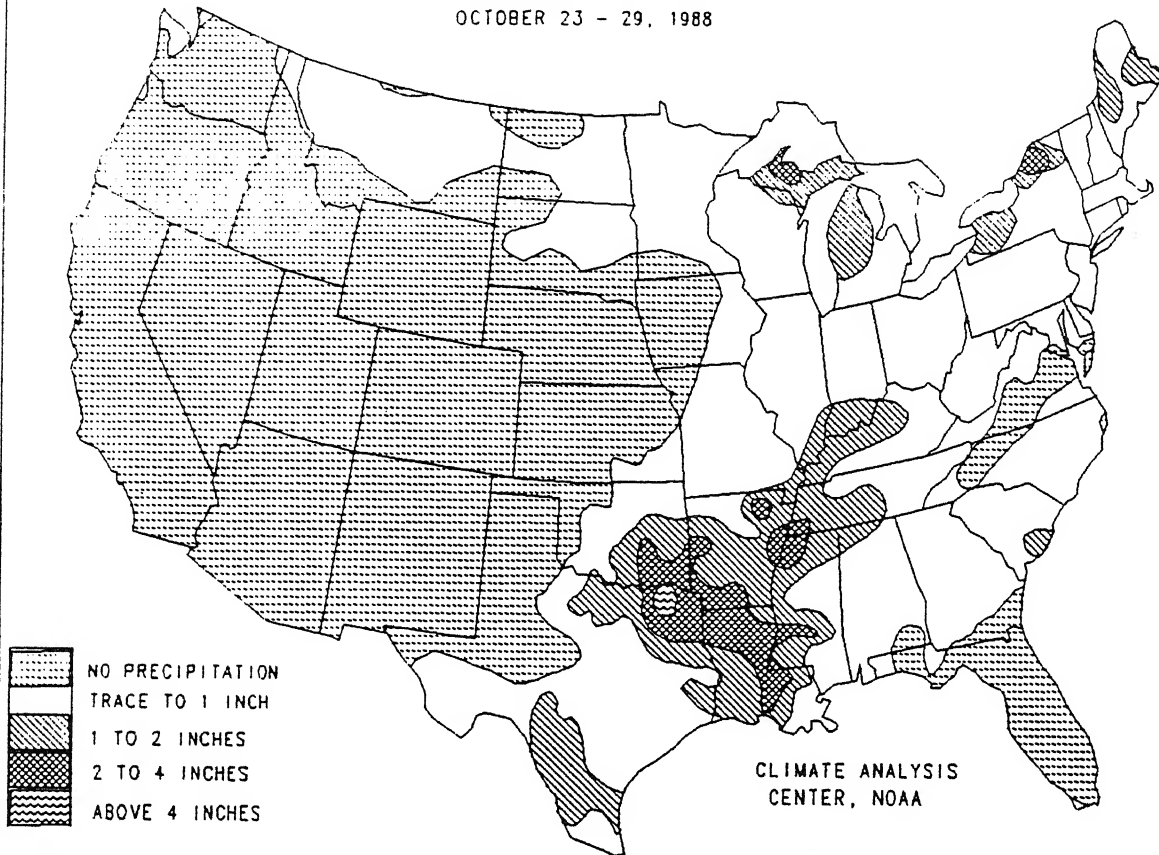 OCTOBER 23 - 29, 1988
NO PRECIPITATION
TRACE TO 1 INCH
1 TO 2 INCHES
2 TO 4 INCHES
ABOVE 4 INCHES
CLIMATE ANALYSIS
CENTER, NOAA